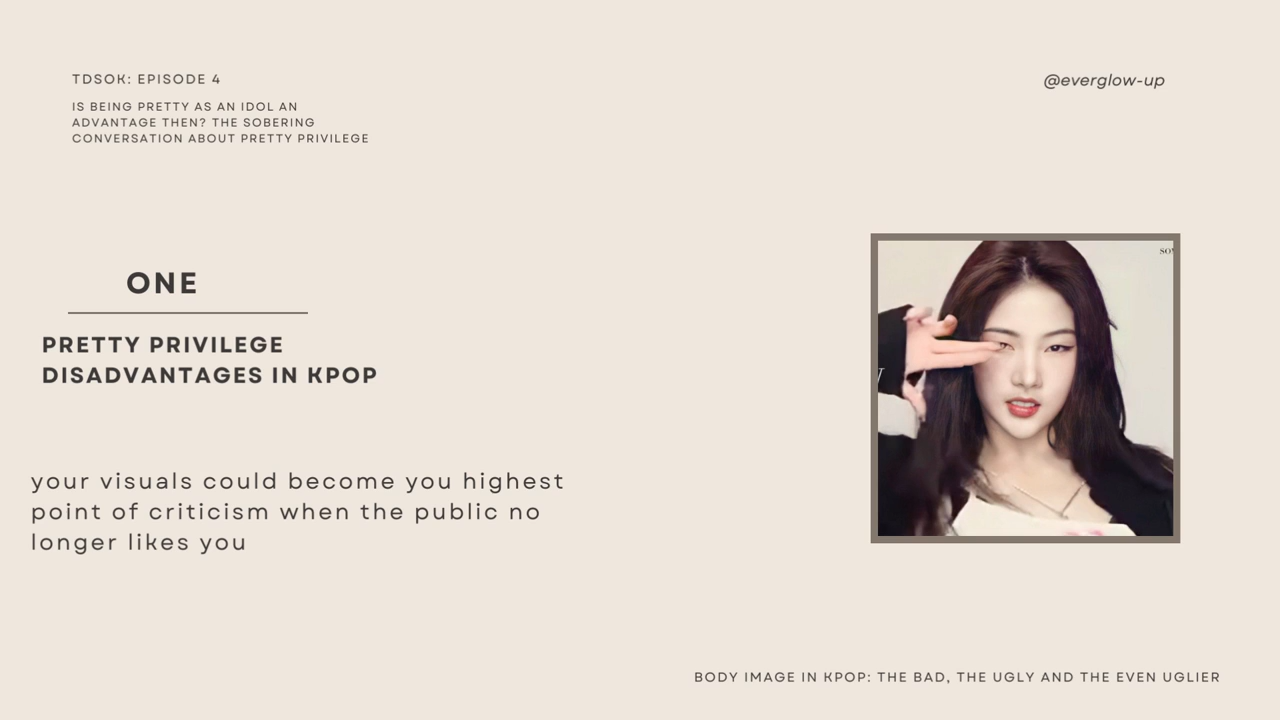 TDSOK: EPISODE 4
IS BEING PRETTY AS AN IDOL AN
ADVANTAGE THEN? THE SOBERING
CONVERSATION ABOUT PRETTY PRIVILEGE
@everglow-up
ONE
PRETTY PRIVILEGE
DISADVANTAGES IN KPOP
your visuals could become you highest
point of criticism when the public no
longer likes you
BODY IMAGE IN KPOP: THE BAD, THE UGLY AND THE EVEN UGLIER